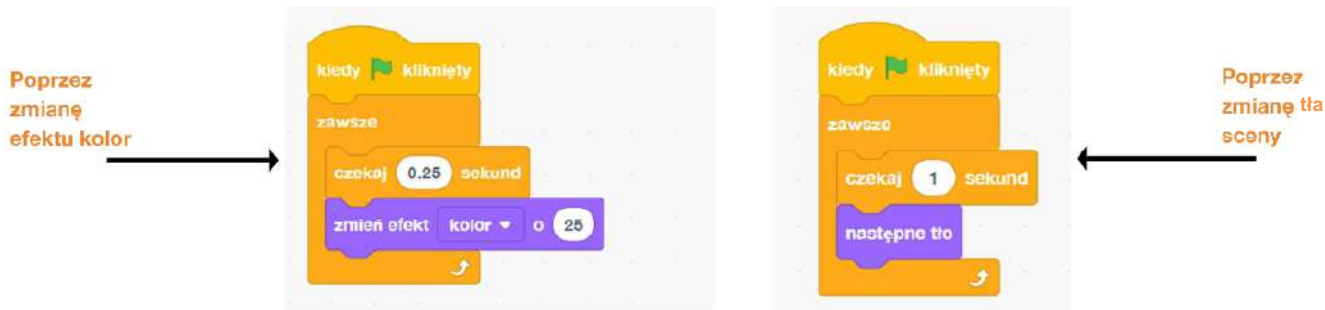 Poprzez
zmianę
efektu kolor
kiedy kliknięty
zawsze
czekaj 0.25 sekund
zmień efekt kolor o 25
kiedy kliknięty
zawsze
czekaj 1 sekund
następne tło
Poprzez
zmianę tła
sceny